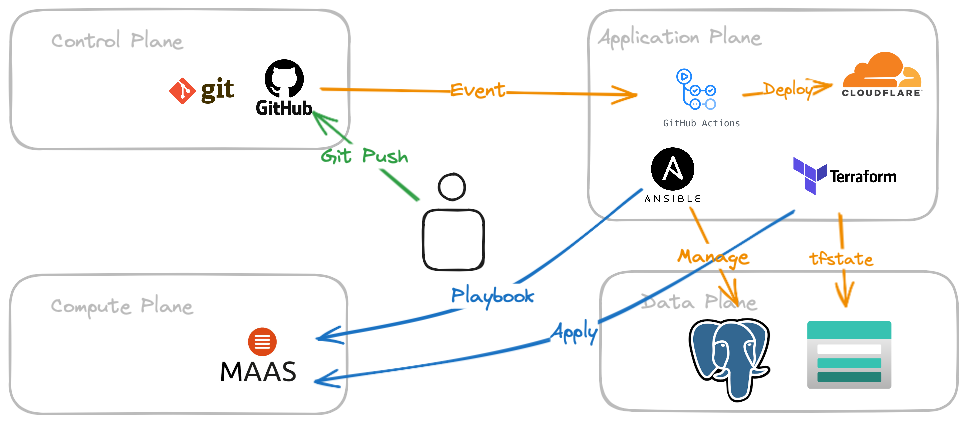 Control Plane
git
GitHub
Event
Application Plane
GitHub Actions
Deploy
CLOUDFLARE
Git Push
ANSIBLE
Terraform
Manage
tfstate
Compute Plane
Playbook
Data Plane
Apply
MAAS